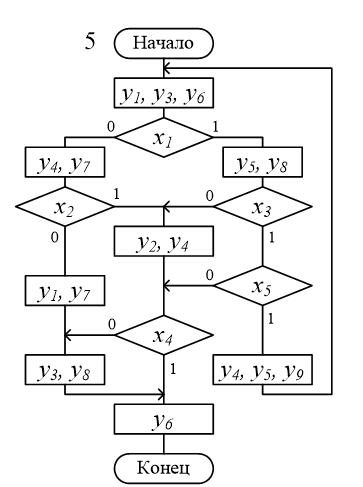 5 Начало
y1, y3, y6
0 x1 1
y4, y7 y5, y8
x2 1 0 x3
0 y2, y4 1
y1, y7 0 x5
0 x4 1
y3, y8 1 y4, y5, y9
y6
Конец